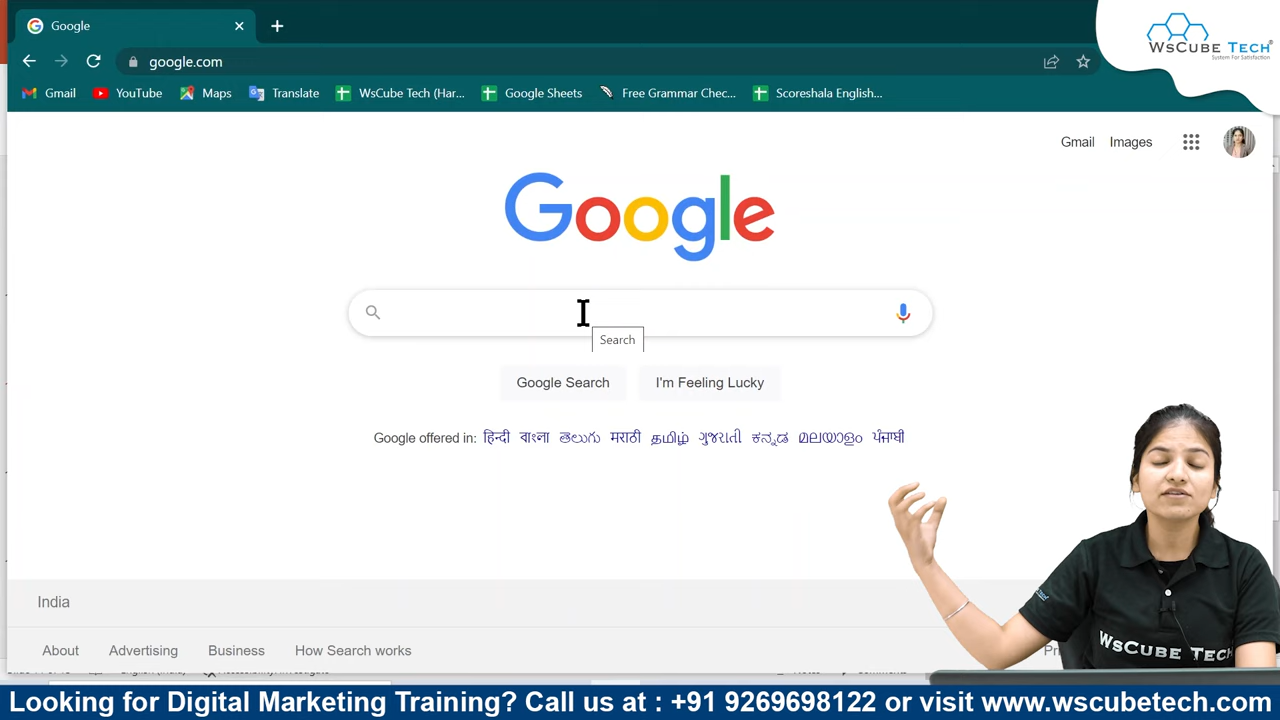 Google
google.com
Gmail YouTube Maps Translate WsCube Tech (Har... Google Sheets Free Grammar Chec... Scoreshala English...
WsCube Tech®
System For Satisfaction
Gmail Images
Google
Search
Google Search I'm Feeling Lucky
Google offered in: हिन्दी বাংলা తెలుగు मराठी தமிழ் ગુજરાતી ಕನ್ನಡ മലയാളം ਪੰਜਾਬੀ
India
About Advertising Business How Search works
WsCube Tech
Looking for Digital Marketing Training? Call us at : +91 9269698122 or visit www.wscubetech.com